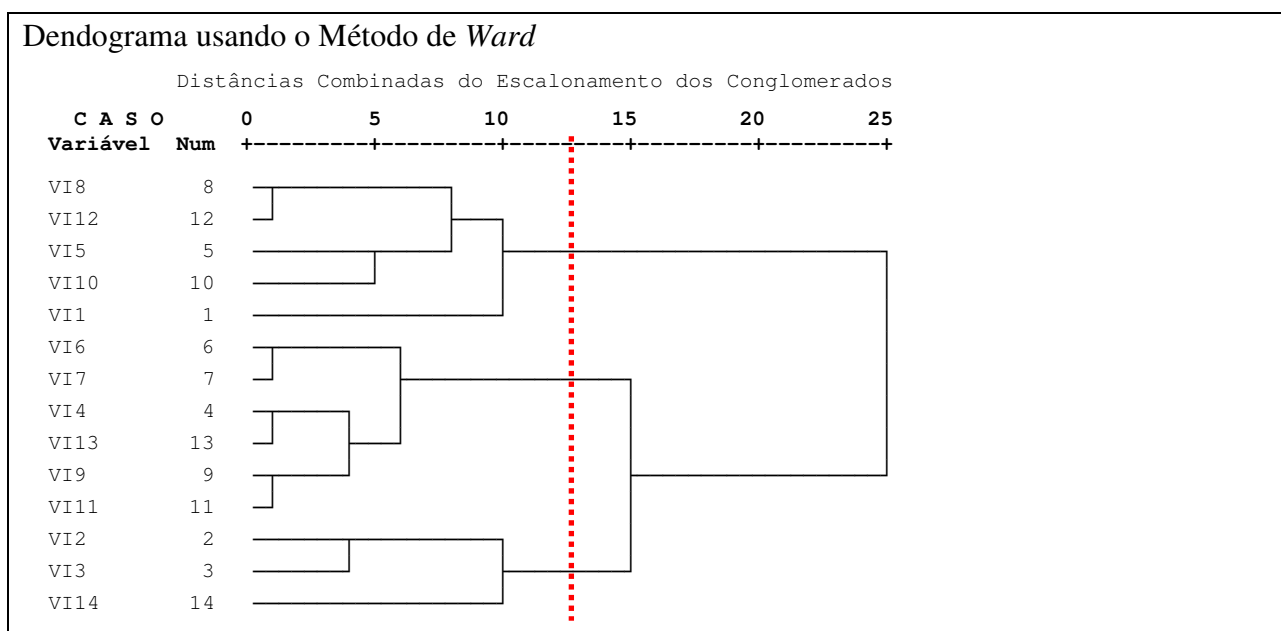 Dendograma usando o Método de Ward
Distâncias Combinadas do Escalonamento dos Conglomerados
C A S O 0 5 10 15 20 25
Variável Num +---------+---------+---------+---------+---------+
VI8 8
VI12 12
VI5 5
VI10 10
VI1 1
VI6 6
VI7 7
VI4 4
VI13 13
VI9 9
VI11 11
VI2 2
VI3 3
VI14 14